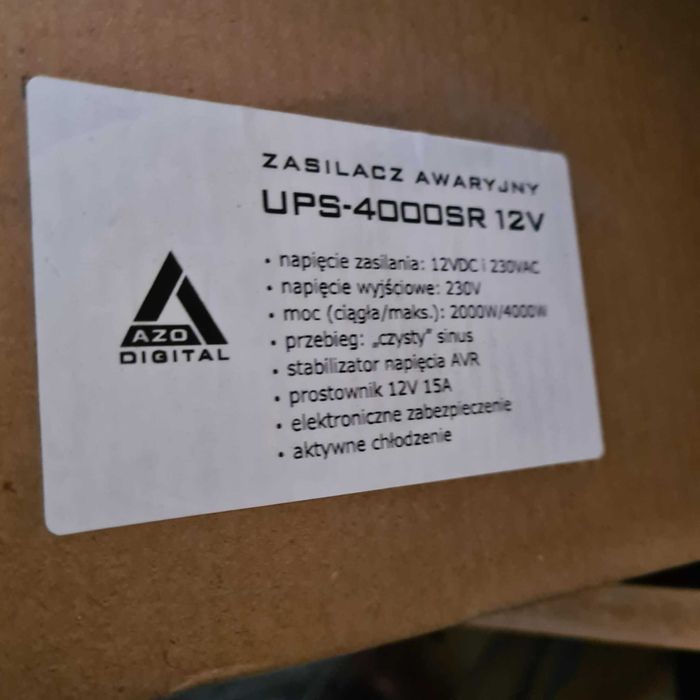 ZASILACZ AWARYJNY
UPS-4000SR 12V
• napięcie zasilania: 12VDC i 230VAC
• napięcie wyjściowe: 230V
• moc (ciągła/maks.): 2000W/4000W
• przebieg: „czysty” sinus
• stabilizator napięcia AVR
• prostownik 12V 15A
• elektroniczne zabezpieczenie
• aktywne chłodzenie
AZO
DIGITAL